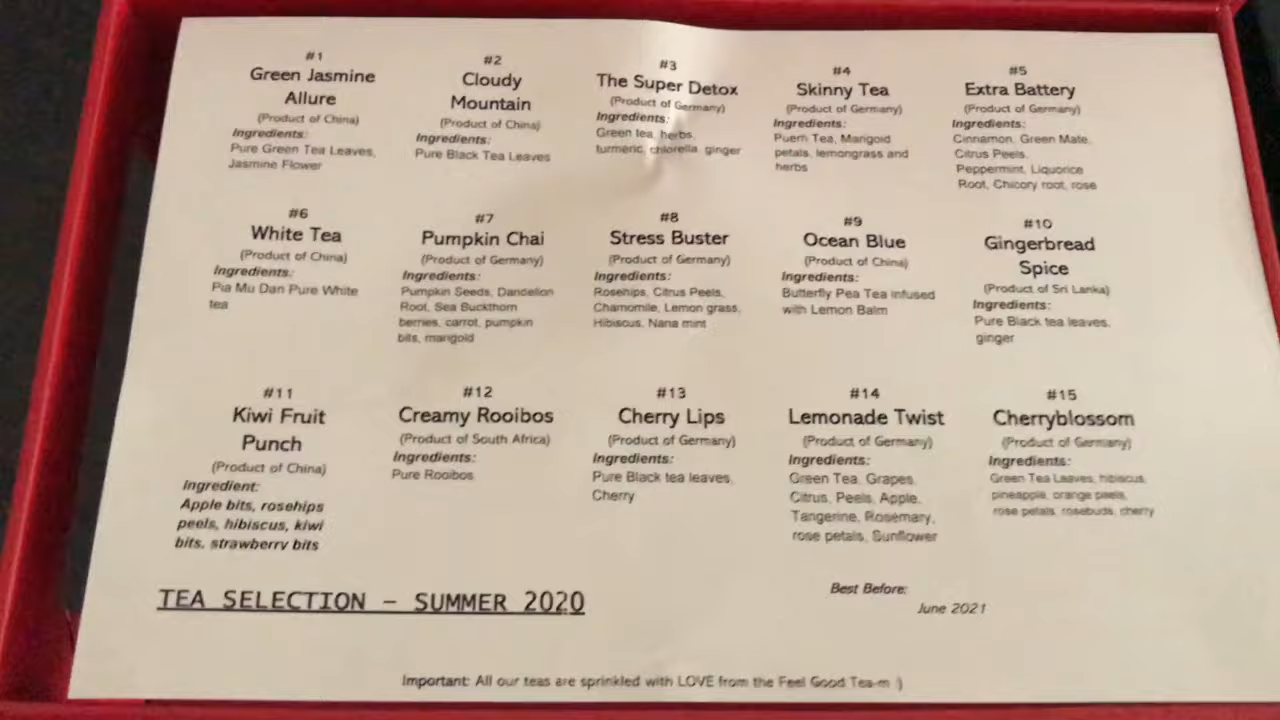 #1
Green Jasmine
Allure
(Product of China)
Ingredients:
Pure Green Tea Leaves,
Jasmine Flower
#2
Cloudy
Mountain
(Product of China)
Ingredients:
Pure Black Tea Leaves
#3
The Super Detox
(Product of Germany)
Ingredients:
Green tea, herbs,
turmeric, chlorella, ginger
#4
Skinny Tea
(Product of Germany)
Ingredients:
Puerh Tea, Marigold
petals, lemongrass and
herbs
#5
Extra Battery
(Product of Germany)
Ingredients:
Cinnamon, Green Mate,
Citrus Peels,
Peppermint, Liquorice
Root, Chicory root, rose
#6
White Tea
(Product of China)
Ingredients:
Pia Mu Dan Pure White
tea
#7
Pumpkin Chai
(Product of Germany)
Ingredients:
Pumpkin Seeds, Dandelion
Root, Sea Buckthorn
berries, carrot, pumpkin
bits, marigold
#8
Stress Buster
(Product of Germany)
Ingredients:
Rosehips, Citrus Peels,
Chamomile, Lemon grass,
Hibiscus, Nana mint
#9
Ocean Blue
(Product of China)
Ingredients:
Butterfly Pea Tea infused
with Lemon Balm
#10
Gingerbread
Spice
(Product of Sri Lanka)
Ingredients:
Pure Black tea leaves,
ginger
#11
Kiwi Fruit
Punch
(Product of China)
Ingredient:
Apple bits, rosehips
peels, hibiscus, kiwi
bits, strawberry bits
#12
Creamy Rooibos
(Product of South Africa)
Ingredients:
Pure Rooibos
#13
Cherry Lips
(Product of Germany)
Ingredients:
Pure Black tea leaves,
Cherry
#14
Lemonade Twist
(Product of Germany)
Ingredients:
Green Tea, Grapes,
Citrus, Peels, Apple,
Tangerine, Rosemary,
rose petals, Sunflower
#15
Cherryblossom
(Product of Germany)
Ingredients:
Green Tea Leaves, hibiscus,
pineapple, orange peels,
rose petals, rosebuds, cherry
TEA SELECTION – SUMMER 2020
Best Before:
June 2021
Important: All our teas are sprinkled with LOVE from the Feel Good Tea-m :)